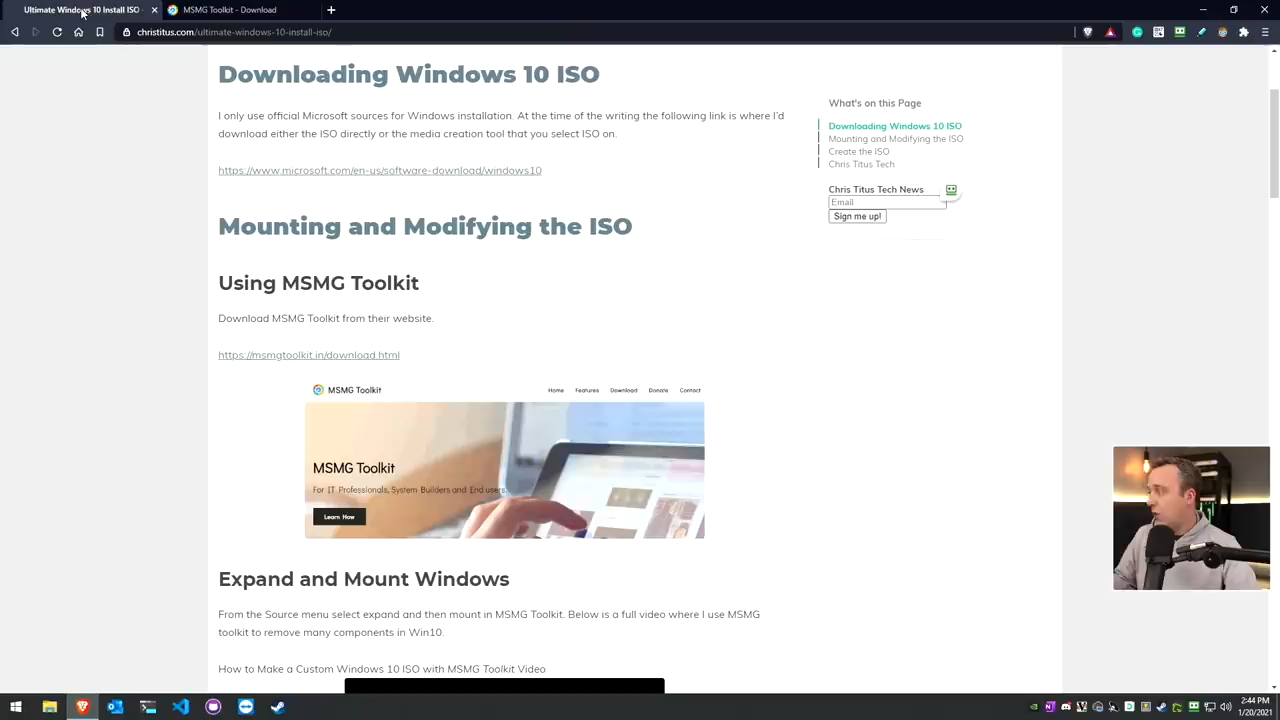 Ultimate Windows 10 Install ISO -
MSMG Toolkit - Download
christitus.com/ultimate-windows-10-install-iso/
Downloading Windows 10 ISO
I only use official Microsoft sources for Windows installation. At the time of the writing the following link is where I'd
download either the ISO directly or the media creation tool that you select ISO on.
https://www.microsoft.com/en-us/software-download/windows10
Mounting and Modifying the ISO
Using MSMG Toolkit
Download MSMG Toolkit from their website.
https://msmgtoolkit.in/download.html
MSMG Toolkit
Home Features Download Donate Contact
MSMG Toolkit
For IT Professionals, System Builders and End users.
Learn How
Expand and Mount Windows
From the Source menu select expand and then mount in MSMG Toolkit. Below is a full video where I use MSMG
toolkit to remove many components in Win10.
How to Make a Custom Windows 10 ISO with MSMG Toolkit Video
What's on this Page
Downloading Windows 10 ISO
Mounting and Modifying the ISO
Create the ISO
Chris Titus Tech
Chris Titus Tech News
Email
Sign me up!
2:44 PM
1/20/2021